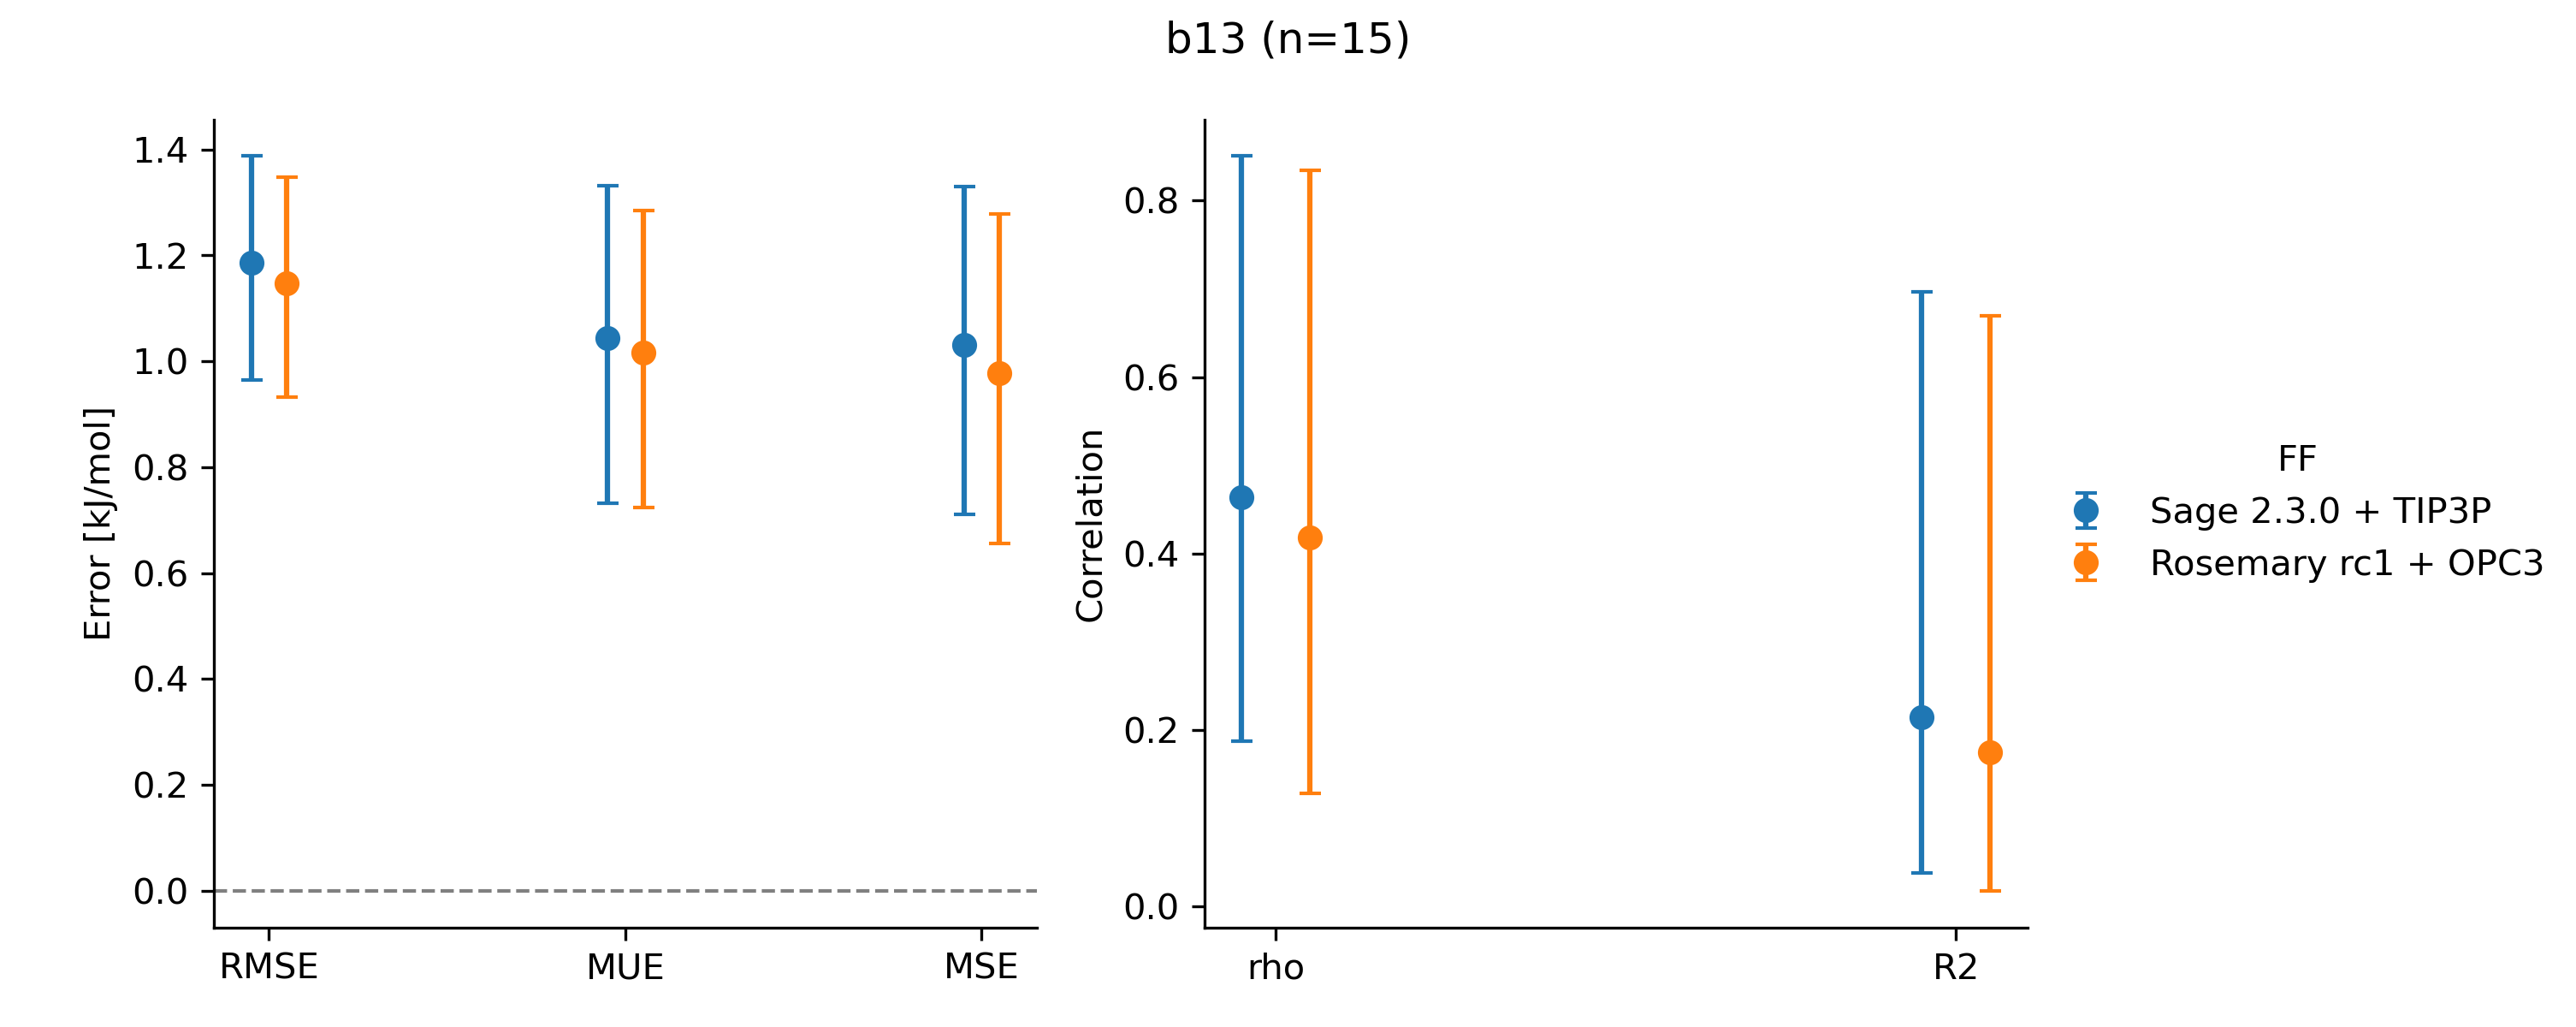 b13 (n=15)
Error [kJ/mol]
1.4
1.2
1.0
0.8
0.6
0.4
0.2
0.0
RMSE MUE MSE
Correlation
0.8
0.6
0.4
0.2
0.0
rho R2
FF
Sage 2.3.0 + TIP3P
Rosemary rc1 + OPC3